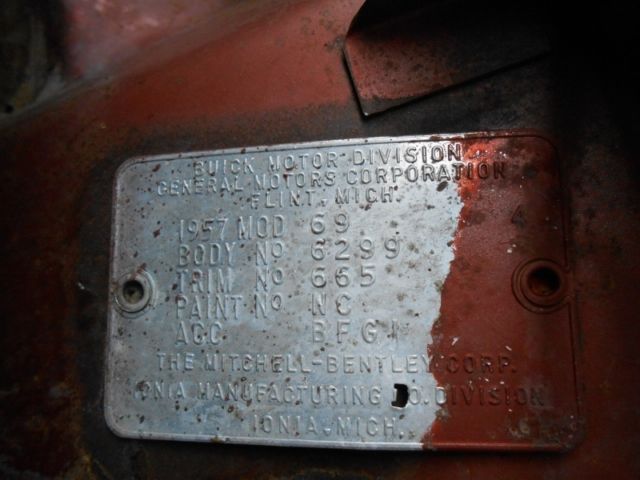 BUICK MOTOR DIVISION
GENERAL MOTORS CORPORATION
FLINT, MICH.
1957 MOD 69 4
BODY Nº 6299
TRIM Nº 665
PAINT Nº NC
ACC BFGI
THE MITCHELL-BENTLEY CORP.
IONIA MANUFACTURING CO. DIVISION
IONIA, MICH.